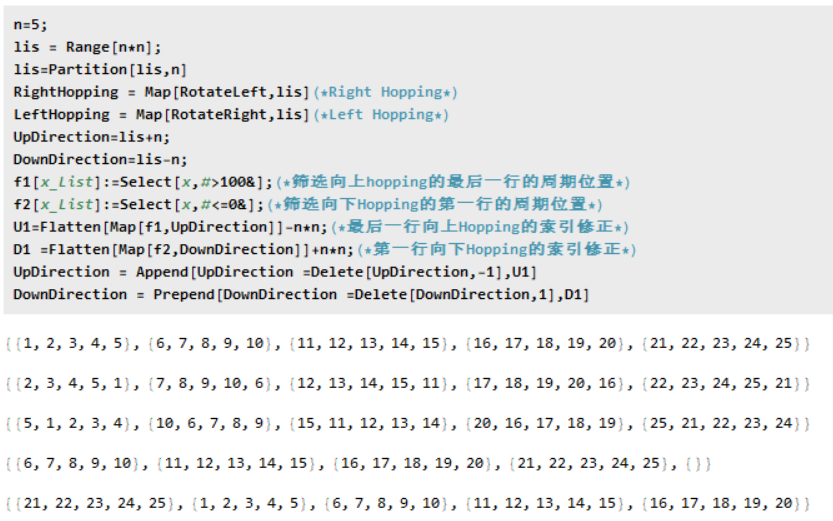 n=5;
lis = Range[n*n];
lis=Partition[lis,n]
RightHopping = Map[RotateLeft,lis](*Right Hopping*)
LeftHopping = Map[RotateRight,lis](*Left Hopping*)
UpDirection=lis+n;
DownDirection=lis-n;
f1[x_List]:=Select[x,#>100&];(*筛选向上hopping的最后一行的周期位置*)
f2[x_List]:=Select[x,#<=0&];(*筛选向下Hopping的第一行的周期位置*)
U1=Flatten[Map[f1,UpDirection]]-n*n;(*最后一行向上Hopping的索引修正*)
D1 =Flatten[Map[f2,DownDirection]]+n*n;(*第一行向下Hopping的索引修正*)
UpDirection = Append[UpDirection =Delete[UpDirection,-1],U1]
DownDirection = Prepend[DownDirection =Delete[DownDirection,1],D1]
{{1, 2, 3, 4, 5}, {6, 7, 8, 9, 10}, {11, 12, 13, 14, 15}, {16, 17, 18, 19, 20}, {21, 22, 23, 24, 25}}
{{2, 3, 4, 5, 1}, {7, 8, 9, 10, 6}, {12, 13, 14, 15, 11}, {17, 18, 19, 20, 16}, {22, 23, 24, 25, 21}}
{{5, 1, 2, 3, 4}, {10, 6, 7, 8, 9}, {15, 11, 12, 13, 14}, {20, 16, 17, 18, 19}, {25, 21, 22, 23, 24}}
{{6, 7, 8, 9, 10}, {11, 12, 13, 14, 15}, {16, 17, 18, 19, 20}, {21, 22, 23, 24, 25}, {}}
{{21, 22, 23, 24, 25}, {1, 2, 3, 4, 5}, {6, 7, 8, 9, 10}, {11, 12, 13, 14, 15}, {16, 17, 18, 19, 20}}